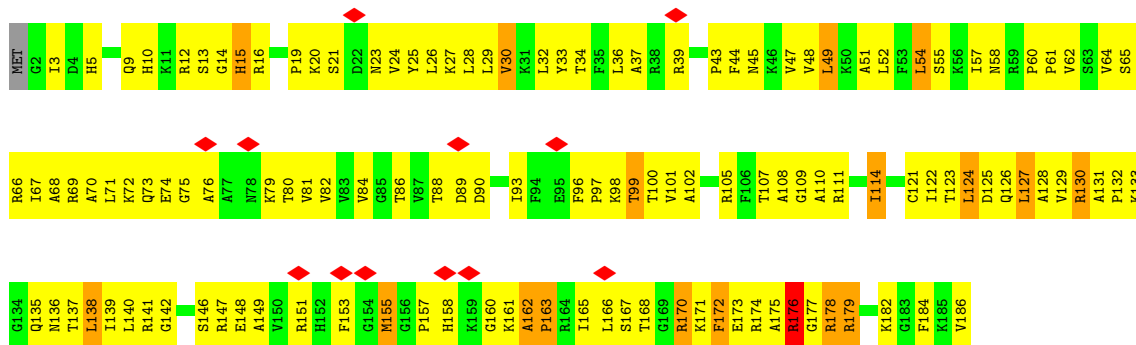 MET G2 I3 D4 H5 Q9 H10 K11 R12 S13 G14 H15 R16 P19 K20 S21 D22 N23 V24 Y25 L26 K27 L28 L29 V30 K31 L32 Y33 T34 F35 L36 A37 R38 R39 P43 F44 N45 K46 V47 V48 L49 K50 A51 L52 F53 L54 S55 K56 I57 N58 R59 P60 P61 V62 S63 V64 S65
R66 I67 A68 R69 A70 L71 K72 Q73 E74 G75 A76 A77 N78 K79 T80 V81 V82 V83 V84 G85 T86 V87 T88 D89 D90 I93 F94 E95 F96 P97 K98 T99 T100 V101 A102 R105 F106 T107 A108 G109 A110 R111 I114 C121 I122 T123 L124 D125 Q126 L127 A128 V129 R130 A131 P132 K133
G134 Q135 N136 T137 L138 I139 L140 R141 G142 S146 R147 E148 A149 V150 R151 H152 F153 G154 M155 G156 P157 H158 K159 G160 K161 A162 P163 R164 I165 L166 S167 T168 G169 R170 K171 F172 E173 R174 A175 R176 G177 R178 R179 K182 G183 F184 K185 V186